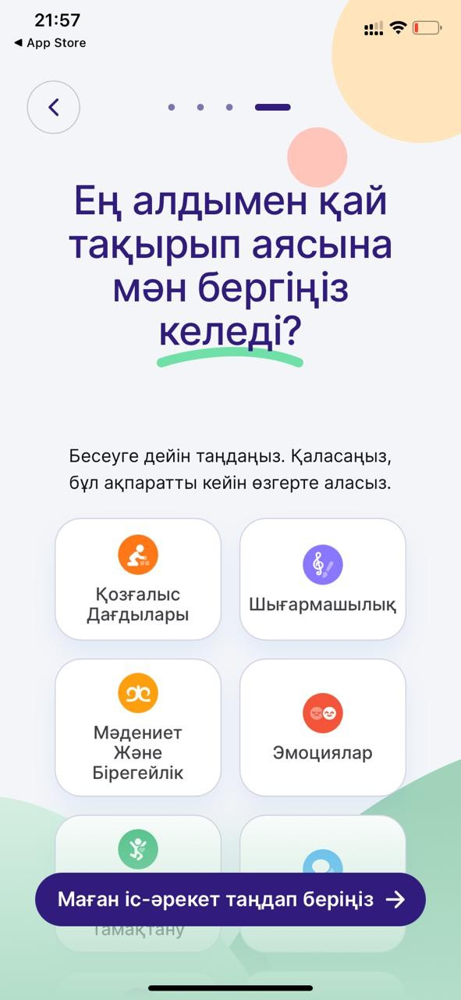 21:57
◀ App Store
Ең алдымен қай
тақырып аясына
мән бергіңіз
келеді?
Бесеуге дейін таңдаңыз. Қаласаңыз,
бұл ақпаратты кейін өзгерте аласыз.
Қозғалыс
Дағдылары
Шығармашылық
Мәдениет
Және
Бірегейлік
Эмоциялар
Маған іс-әрекет таңдап беріңіз →
Тамақтану